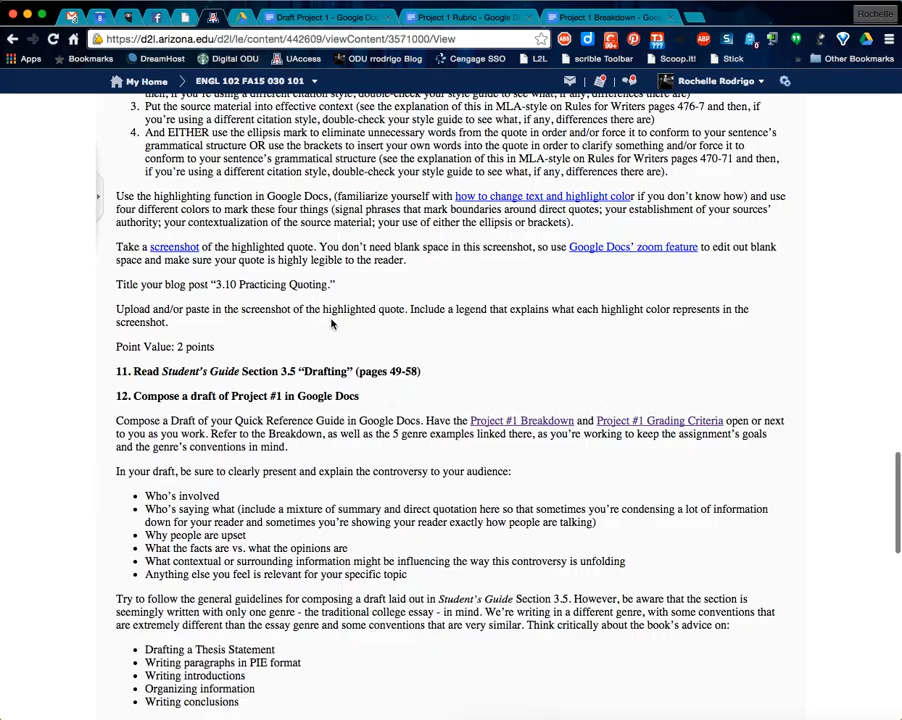 Draft Project 1 - Google Doc
Project 1 Rubric - Google D
Project 1 Breakdown - Goo
Rochelle
https://d2l.arizona.edu/d2l/le/content/442609/viewContent/3571000/View
Apps
Bookmarks
DreamHost
Digital ODU
UAccess
ODU rrodrigo Blog
Cengage SSO
L2L
scrible Toolbar
Scoop.it!
Stick
»
Other Bookmarks
My Home
ENGL 102 FA15 030 101
Rochelle Rodrigo
then, if you're using a different citation style, double-check your style guide to see what, if any, differences there are)
3. Put the source material into effective context (see the explanation of this in MLA-style on Rules for Writers pages 476-7 and then, if
you're using a different citation style, double-check your style guide to see what, if any, differences there are)
4. And EITHER use the ellipsis mark to eliminate unnecessary words from the quote in order and/or force it to conform to your sentence's
grammatical structure OR use the brackets to insert your own words into the quote in order to clarify something and/or force it to
conform to your sentence's grammatical structure (see the explanation of this in MLA-style on Rules for Writers pages 470-71 and then,
if you're using a different citation style, double-check your style guide to see what, if any, differences there are).
Use the highlighting function in Google Docs, (familiarize yourself with how to change text and highlight color if you don't know how) and use
four different colors to mark these four things (signal phrases that mark boundaries around direct quotes; your establishment of your sources'
authority; your contextualization of the source material; your use of either the ellipsis or brackets).
Take a screenshot of the highlighted quote. You don't need blank space in this screenshot, so use Google Docs' zoom feature to edit out blank
space and make sure your quote is highly legible to the reader.
Title your blog post "3.10 Practicing Quoting."
Upload and/or paste in the screenshot of the highlighted quote. Include a legend that explains what each highlight color represents in the
screenshot.
Point Value: 2 points
11. Read Student's Guide Section 3.5 "Drafting" (pages 49-58)
12. Compose a draft of Project #1 in Google Docs
Compose a Draft of your Quick Reference Guide in Google Docs. Have the Project #1 Breakdown and Project #1 Grading Criteria open or next
to you as you work. Refer to the Breakdown, as well as the 5 genre examples linked there, as you're working to keep the assignment's goals
and the genre's conventions in mind.
In your draft, be sure to clearly present and explain the controversy to your audience:
• Who's involved
• Who's saying what (include a mixture of summary and direct quotation here so that sometimes you're condensing a lot of information
down for your reader and sometimes you're showing your reader exactly how people are talking)
• Why people are upset
• What the facts are vs. what the opinions are
• What contextual or surrounding information might be influencing the way this controversy is unfolding
• Anything else you feel is relevant for your specific topic
Try to follow the general guidelines for composing a draft laid out in Student's Guide Section 3.5. However, be aware that the section is
seemingly written with only one genre - the traditional college essay - in mind. We're writing in a different genre, with some conventions that
are extremely different than the essay genre and some conventions that are very similar. Think critically about the book's advice on:
• Drafting a Thesis Statement
• Writing paragraphs in PIE format
• Writing introductions
• Organizing information
• Writing conclusions